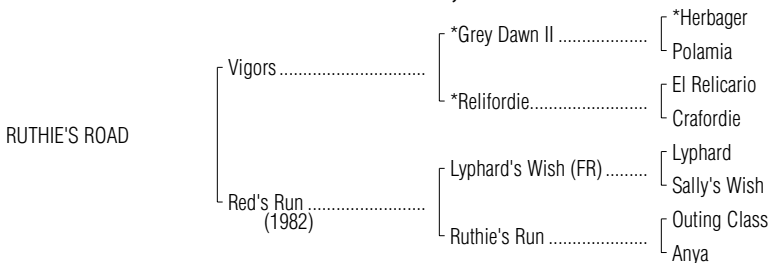 *Herbager
*Grey Dawn II ...................
Polamia
Vigors ...............................
El Relicario
*Relifordie.........................
Crafordie
RUTHIE'S ROAD
Lyphard
Lyphard's Wish (FR) .........
Sally's Wish
Red's Run .........................
(1982)
Outing Class
Ruthie's Run .....................
Anya